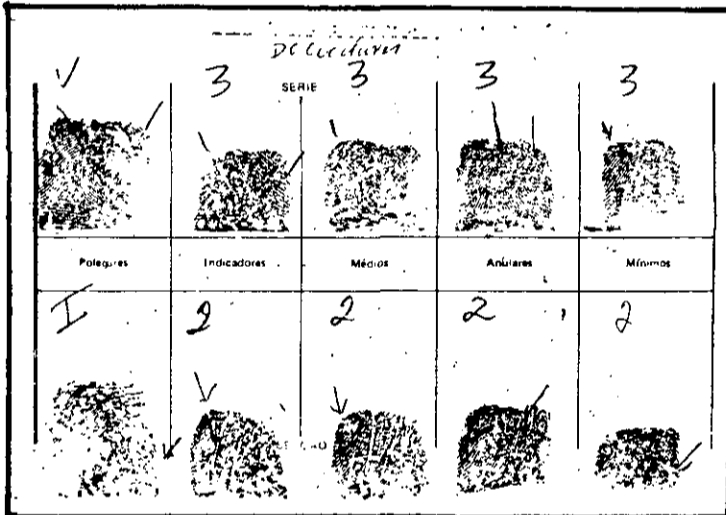 V 3 3 3 3
SERIE
Polegares Indicadores Médios Anulares Mínimos
I 2 2 2 2